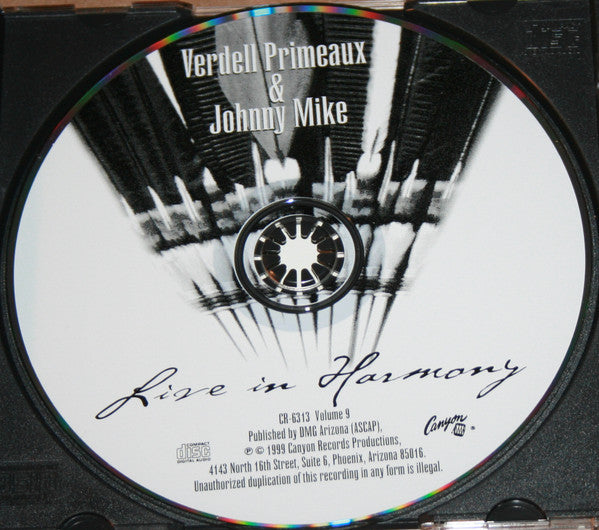 Verdell Primeaux
&
Johnny Mike
Live in Harmony
CR-6313 Volume 9
Published by DMG Arizona (ASCAP),
℗ © 1999 Canyon Records Productions,
4143 North 16th Street, Suite 6, Phoenix, Arizona 85016.
Unauthorized duplication of this recording in any form is illegal.
COMPACT
disc
DIGITAL AUDIO
Canyon ®